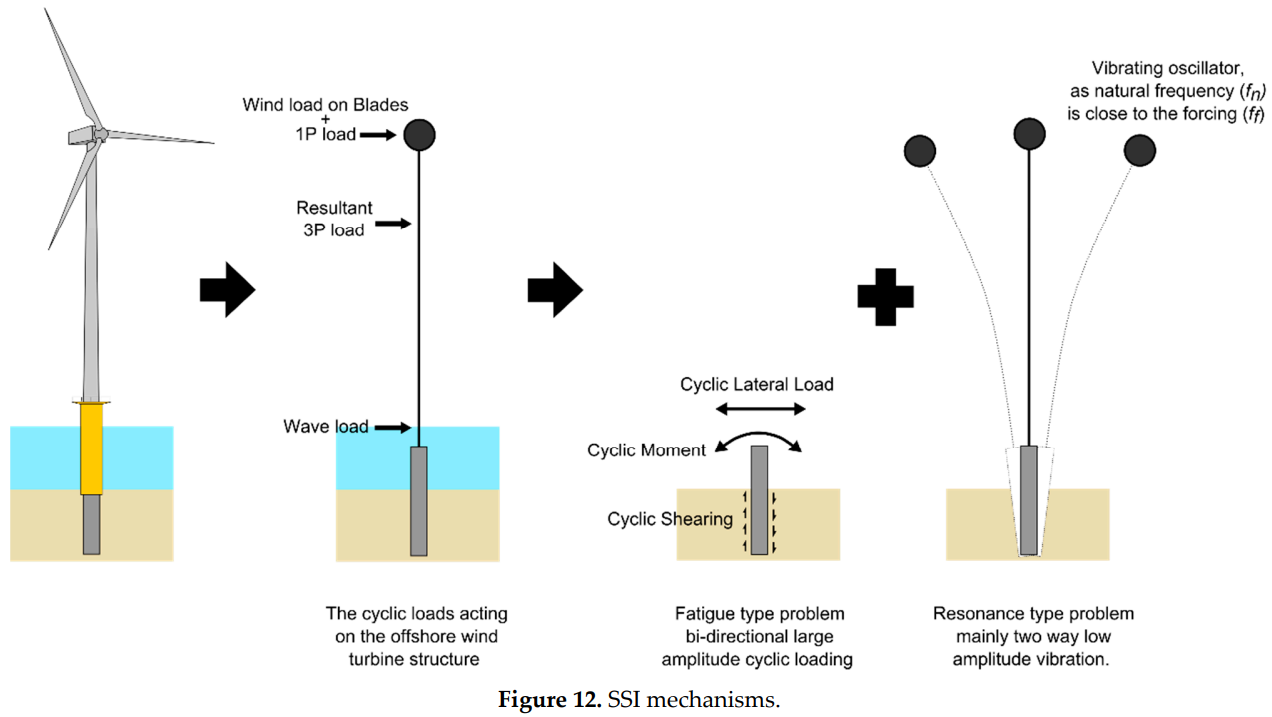 Wind load on Blades
+
1P load
Resultant
3P load
Wave load
The cyclic loads acting
on the offshore wind
turbine structure
Cyclic Lateral Load
Cyclic Moment
Cyclic Shearing
Fatigue type problem
bi-directional large
amplitude cyclic loading
Vibrating oscillator,
as natural frequency (fn)
is close to the forcing (ff)
Resonance type problem
mainly two way low
amplitude vibration.
Figure 12. SSI mechanisms.